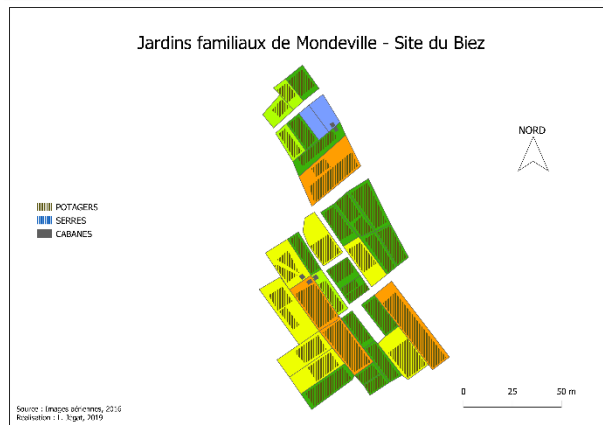 Jardins familiaux de Mondeville - Site du Biez
NORD
POTAGERS
SERRES
CABANES
0 25 50 m
Source : Images aériennes, 2016
Réalisation : L. Jégat, 2019